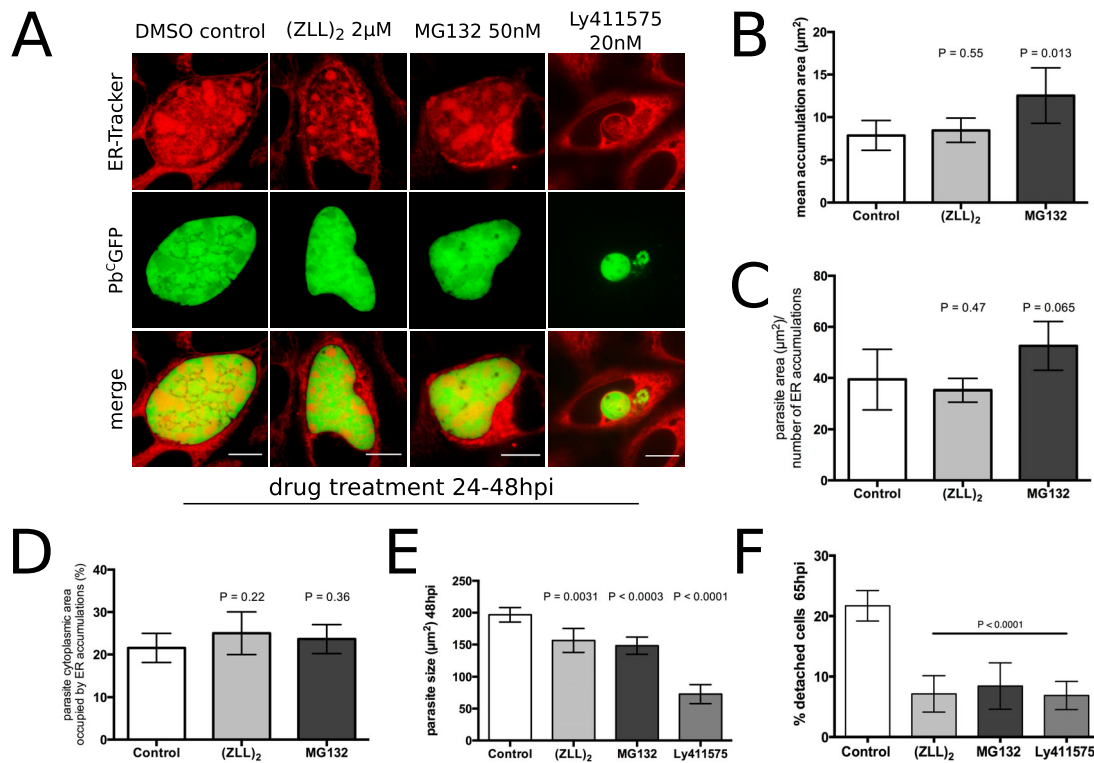 A
DMSO control
(ZLL)₂ 2µM
MG132 50nM
Ly411575
20nM
ER-Tracker
PbᶜGFP
merge
drug treatment 24-48hpi
B
mean accumulation area (µm²)
20
15
10
5
0
P = 0.55
P = 0.013
Control
(ZLL)₂
MG132
C
parasite area (µm²)/
number of ER accumulations
80
60
40
20
0
P = 0.47
P = 0.065
Control
(ZLL)₂
MG132
D
parasite cytoplasmic area
occupied by ER accumulations (%)
40
30
20
10
0
P = 0.22
P = 0.36
Control
(ZLL)₂
MG132
E
parasite size (µm²) 48hpi
250
200
150
100
50
0
P = 0.0031
P < 0.0003
P < 0.0001
Control
(ZLL)₂
MG132
Ly411575
F
% detached cells 65hpi
30
20
10
0
P < 0.0001
Control
(ZLL)₂
MG132
Ly411575